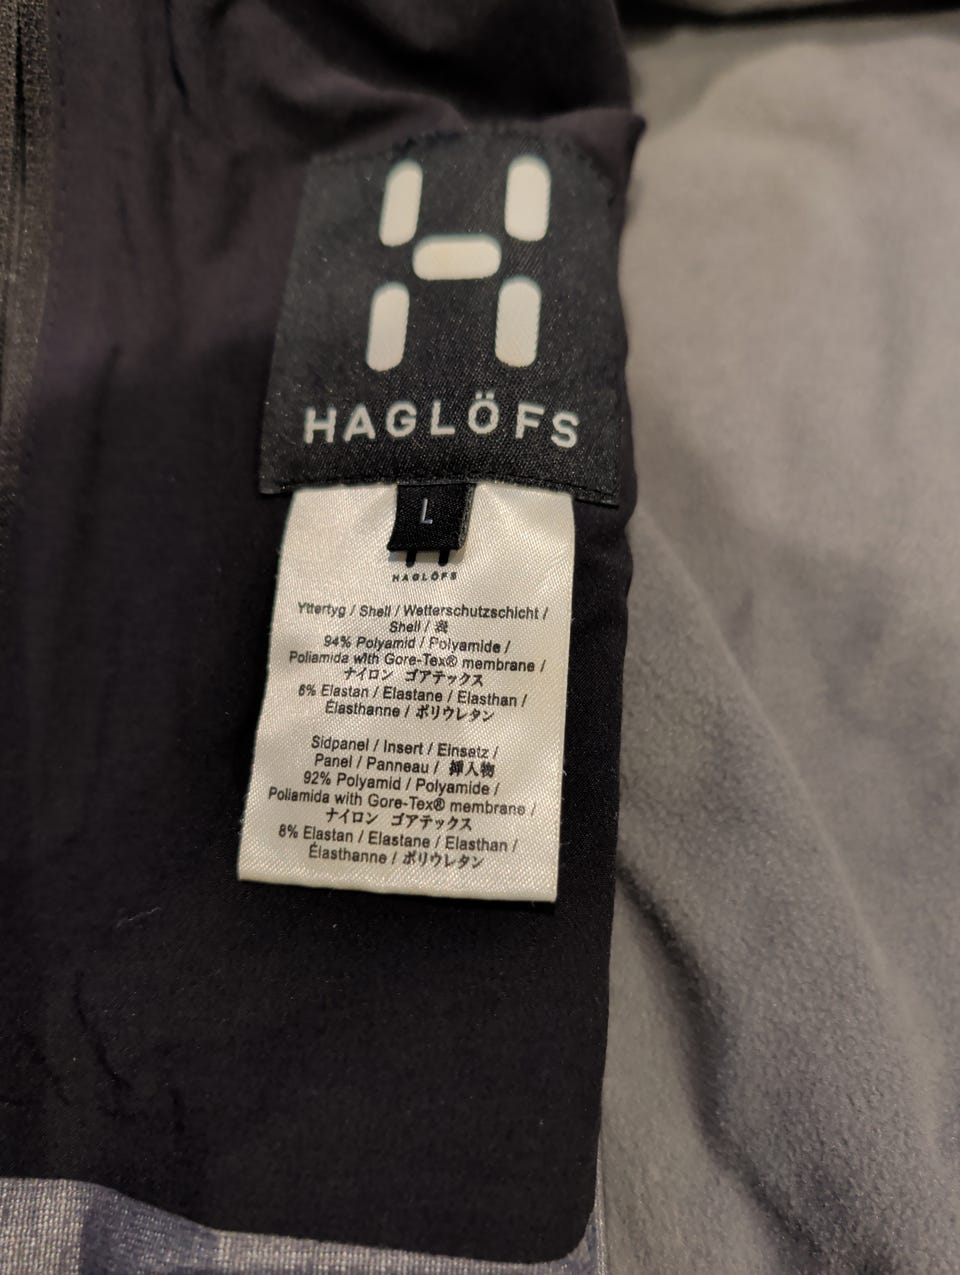 HAGLÖFS
L
HAGLÖFS
Yttertyg / Shell / Wetterschutzschicht /
Shell / 表
94% Polyamid / Polyamide /
Poliamida with Gore-Tex® membrane /
ナイロン ゴアテックス
6% Elastan / Elastane / Elasthan /
Élasthanne / ポリウレタン
Sidpanel / Insert / Einsatz /
Panel / Panneau / 挿入物
92% Polyamid / Polyamide /
Poliamida with Gore-Tex® membrane /
ナイロン ゴアテックス
8% Elastan / Elastane / Elasthan /
Élasthanne / ポリウレタン